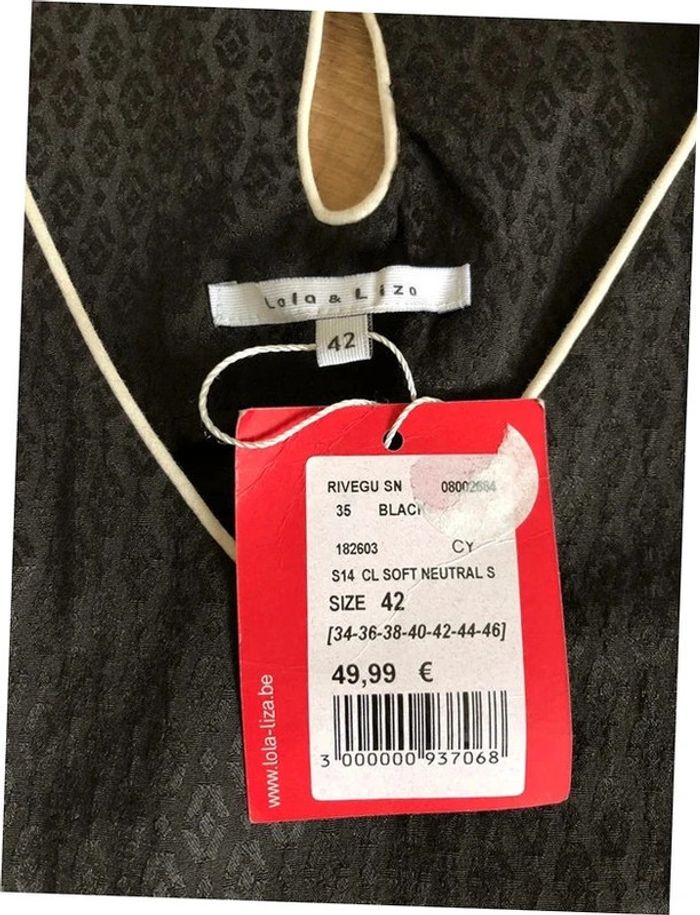 Lola & Liza
42
RIVEGU SN 08002684
35 BLACK
182603 CY
S14 CL SOFT NEUTRAL S
SIZE 42
[34-36-38-40-42-44-46]
49,99 €
3 000000 937068
www.lola-liza.be